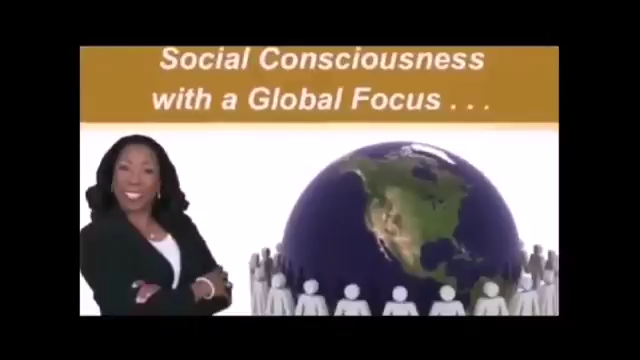 Social Consciousness
with a Global Focus . . .